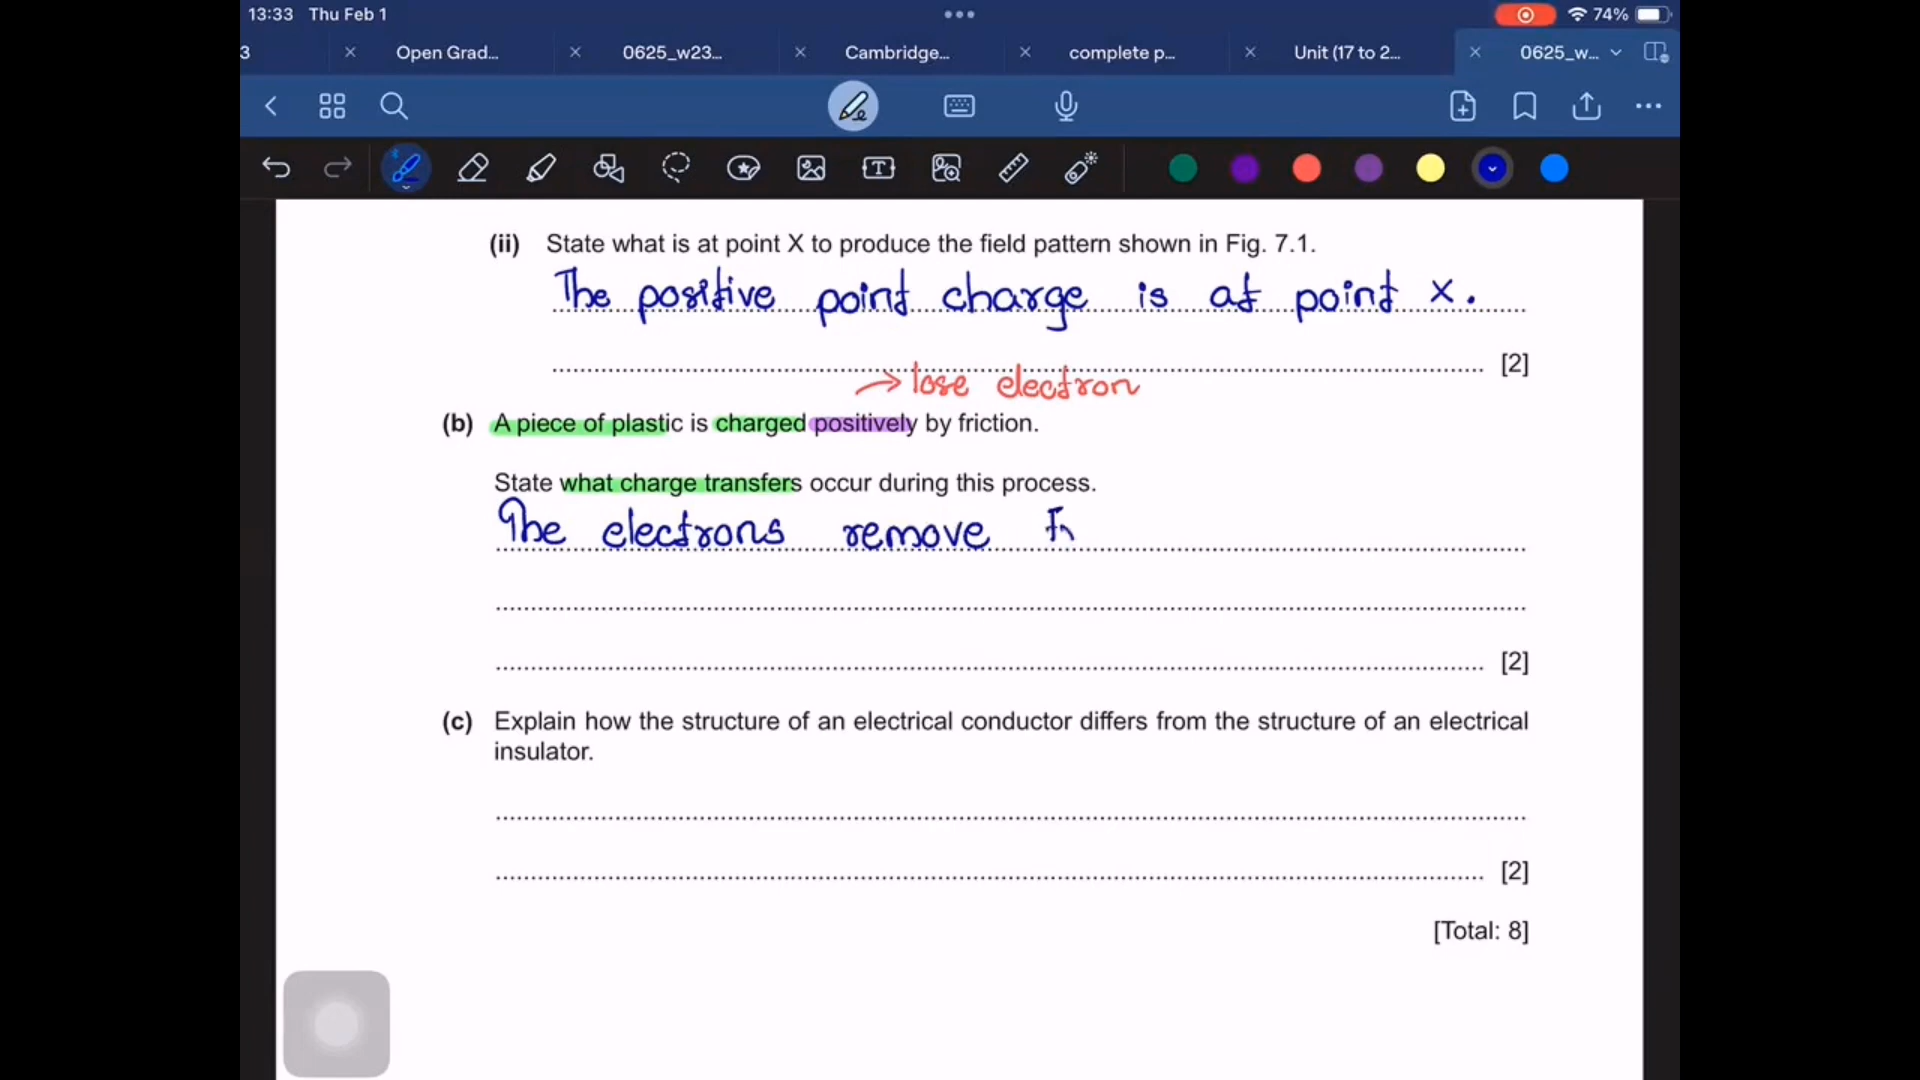 13:33 Thu Feb 1
74%
3
Open Grad...
0625_w23...
Cambridge...
complete p...
Unit (17 to 2...
0625_w...
(ii) State what is at point X to produce the field pattern shown in Fig. 7.1.
The positive point charge is at point x.
[2]
→ lose electron
(b) A piece of plastic is charged positively by friction.
State what charge transfers occur during this process.
The electrons remove
[2]
(c) Explain how the structure of an electrical conductor differs from the structure of an electrical
insulator.
[2]
[Total: 8]